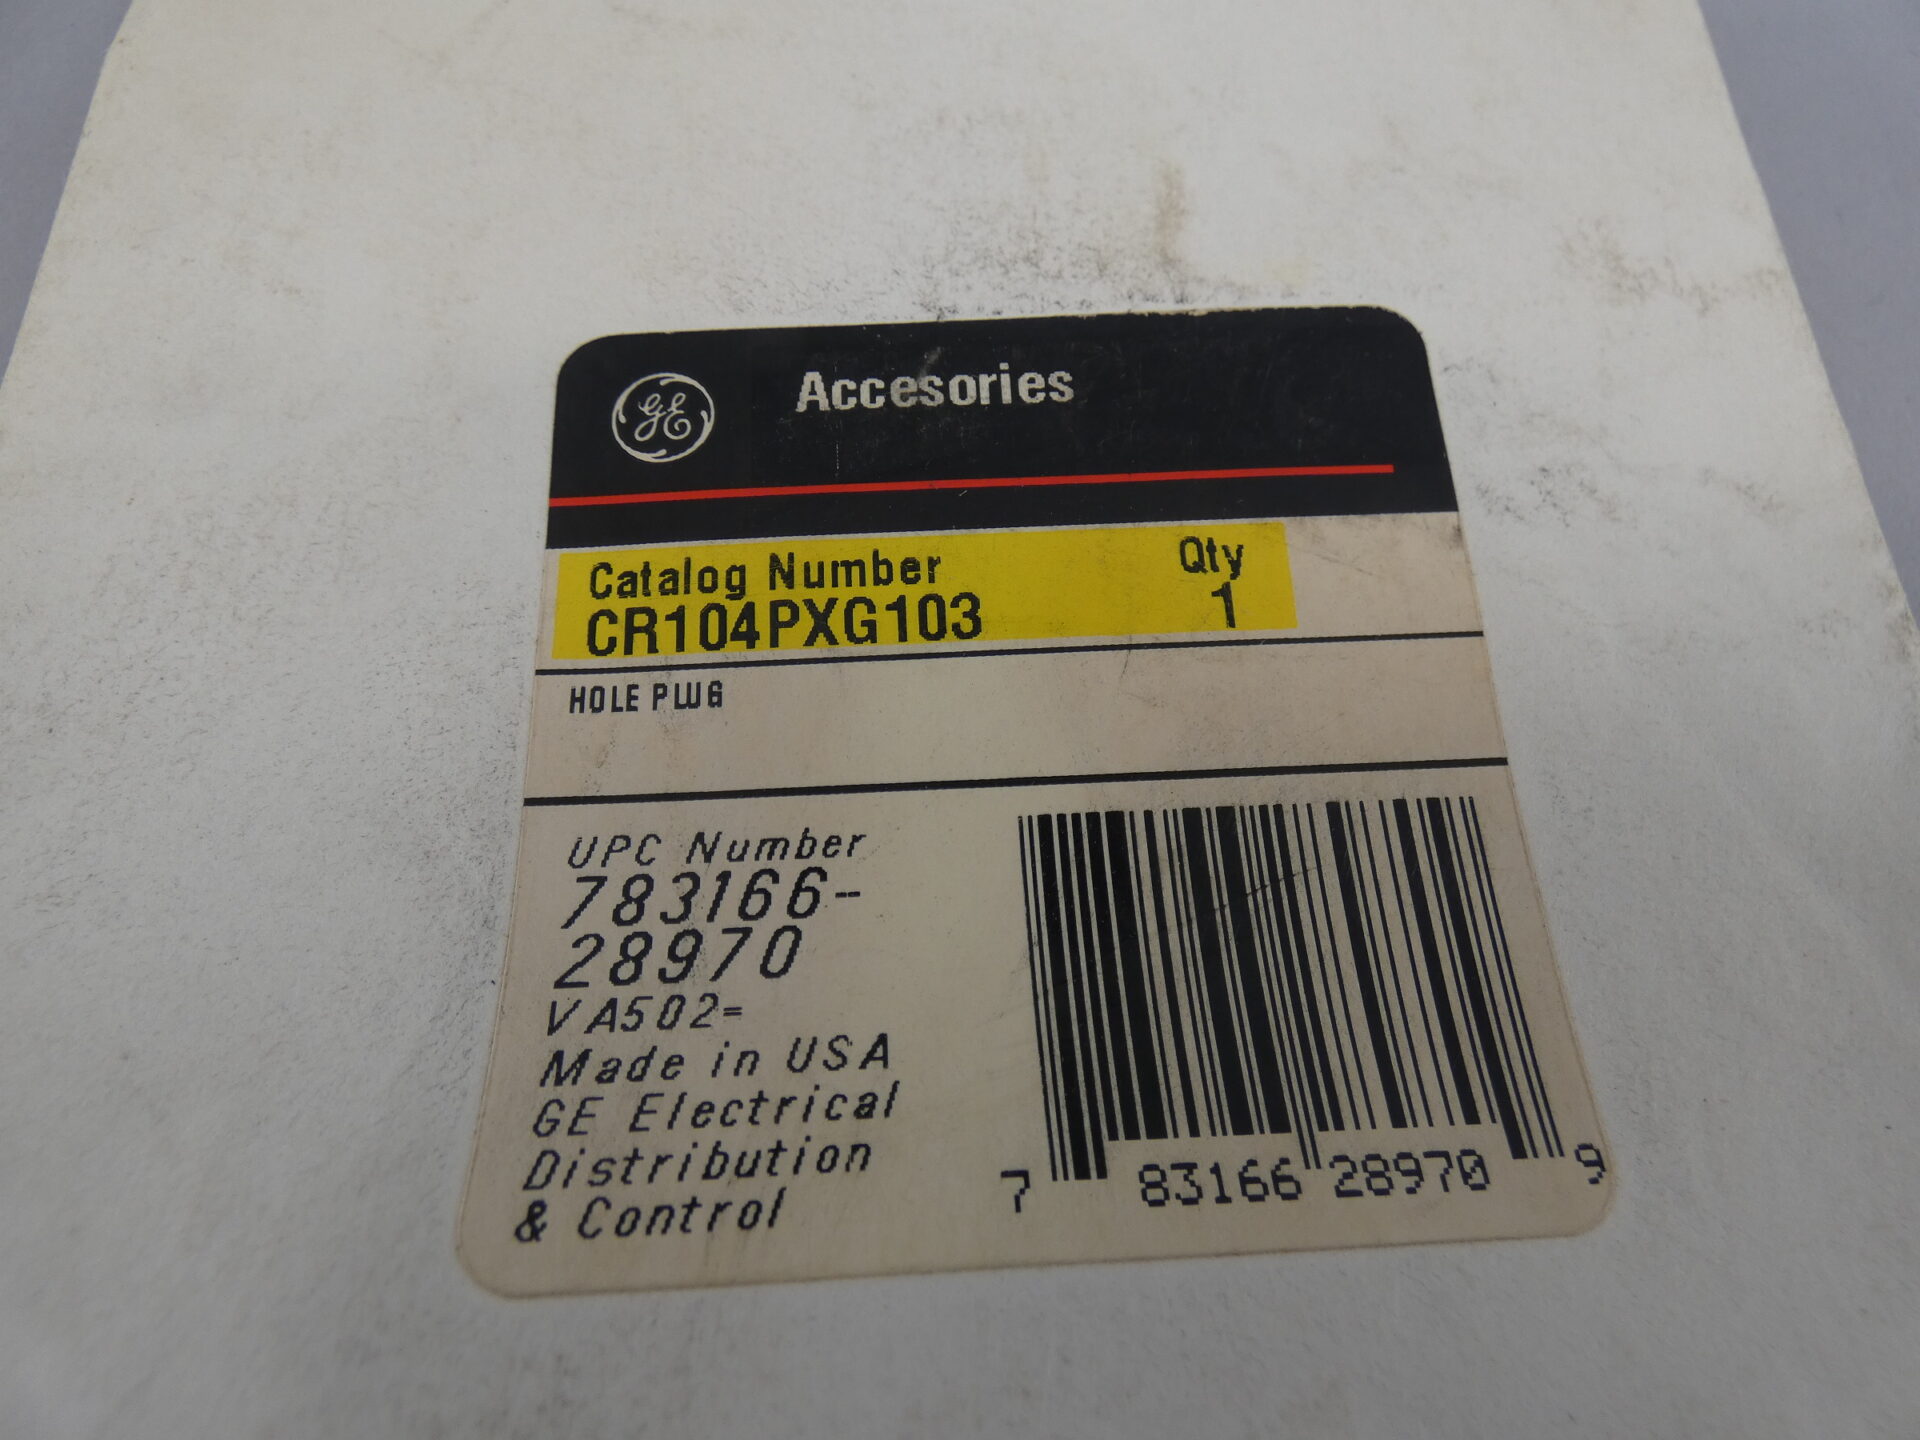 GE
Accesories
Catalog Number Qty
CR104PXG103 1
HOLE PLUG
UPC Number
783166-
28970
VA502=
Made in USA
GE Electrical
Distribution
& Control
7 83166 28970 9